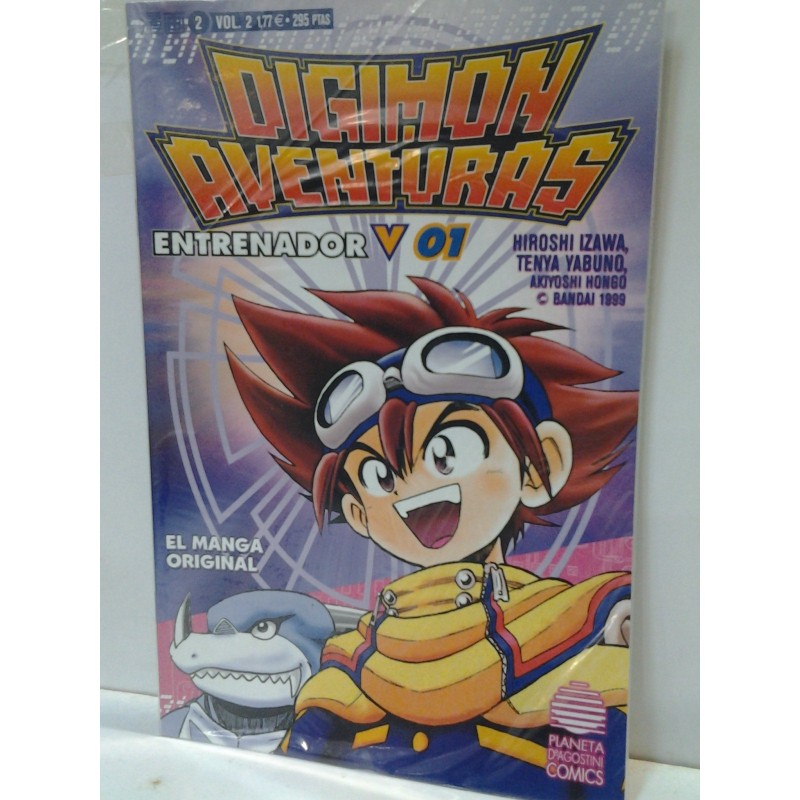 2 VOL. 2 1,77€ • 295 PTAS
DIGIMON
AVENTURAS
ENTRENADOR V 01
HIROSHI IZAWA,
TENYA YABUNO,
AKIYOSHI HONGO
© BANDAI 1999
EL MANGA
ORIGINAL
PLANETA
DeAGOSTINI
COMICS